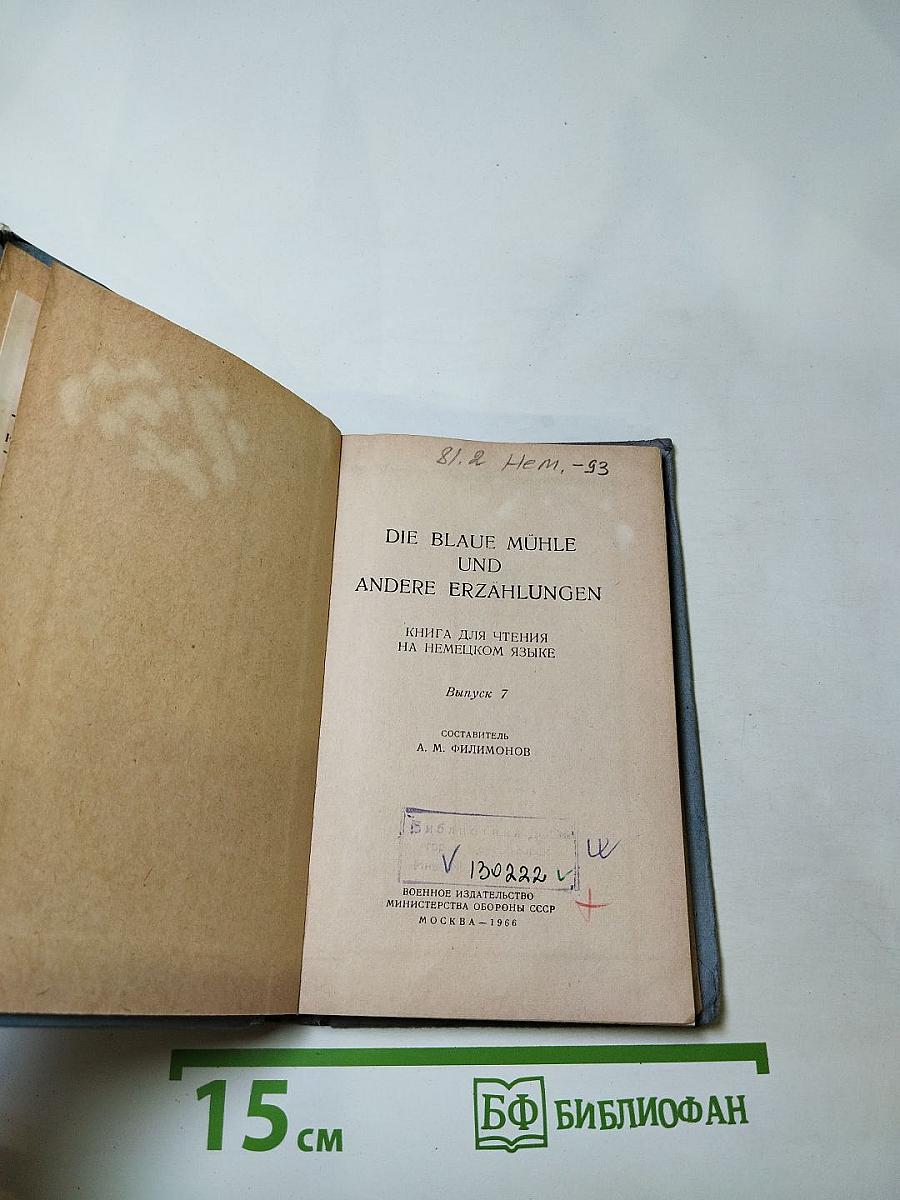 81.2 Нем. -93
DIE BLAUE MÜHLE
UND
ANDERE ERZÄHLUNGEN
КНИГА ДЛЯ ЧТЕНИЯ
НА НЕМЕЦКОМ ЯЗЫКЕ
Выпуск 7
СОСТАВИТЕЛЬ
А. М. ФИЛИМОНОВ
Библиотека
130222
ВОЕННОЕ ИЗДАТЕЛЬСТВО
МИНИСТЕРСТВА ОБОРОНЫ СССР
МОСКВА — 1966
15 см
БФ БИБЛИОФАН